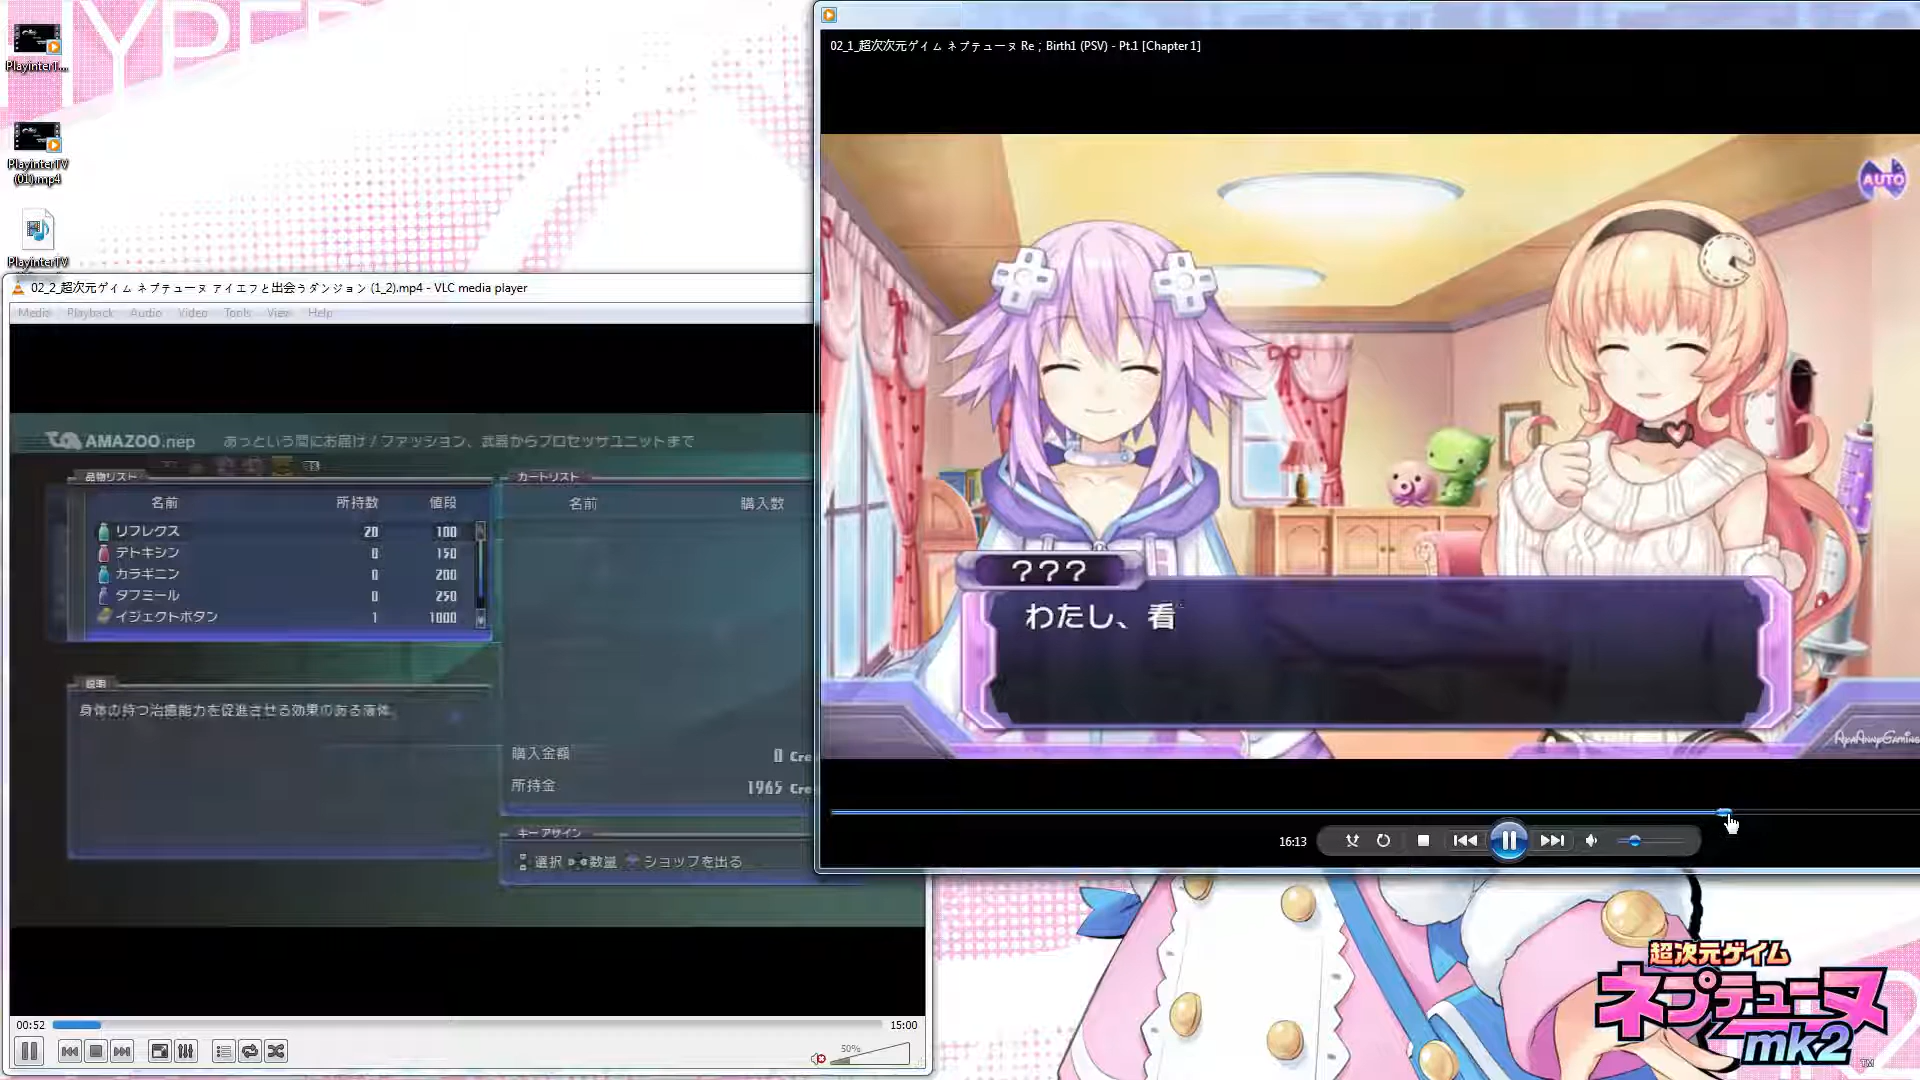 HYPER
Playinter1...
PlayinterTV
(01).mp4
PlayinterTV
02_2_超次元ゲイム ネプテューヌ アイエフと出会うダンジョン (1_2).mp4 - VLC media player
Media Playback Audio Video Tools View Help
AMAZOO.nep あっという間にお届け！ファッション、武器からプロセッサユニットまで
品物リスト
名前 所持数 値段
リフレクス 20 100
デトキシン 0 150
カラギニン 0 200
タフミール 0 250
イジェクトボタン 1 1000
説明
身体の持つ治癒能力を促進させる効果のある液体。
カートリスト
名前 購入数
購入金額 0 Cre
所持金 1965 Cre
キーアサイン
選択 数量 ショップを出る
00:52 15:00
50%
02_1_超次次元ゲイム ネプテューヌ Re ; Birth1 (PSV) - Pt.1 [Chapter 1]
AUTO
？？？
わたし、看
AyaAnnyGaming
16:13
超次元ゲイム
ネプテューヌ
mk2
TM